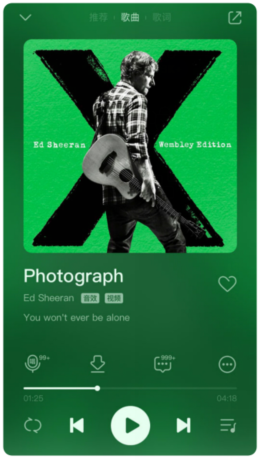 推荐 歌曲 歌词
Ed Sheeran Wembley Edition
Photograph
Ed Sheeran 音效 视频
You won't ever be alone
99+ 999+
01:25 04:16